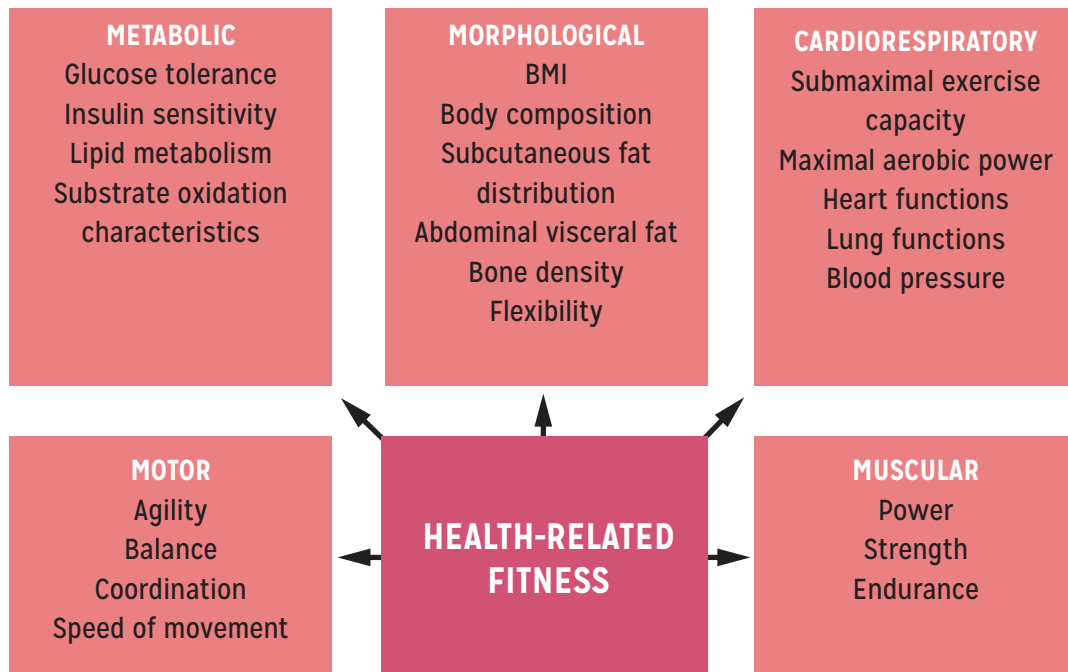 METABOLIC
Glucose tolerance
Insulin sensitivity
Lipid metabolism
Substrate oxidation
characteristics
MORPHOLOGICAL
BMI
Body composition
Subcutaneous fat
distribution
Abdominal visceral fat
Bone density
Flexibility
CARDIORESPIRATORY
Submaximal exercise
capacity
Maximal aerobic power
Heart functions
Lung functions
Blood pressure
MOTOR
Agility
Balance
Coordination
Speed of movement
HEALTH-RELATED
FITNESS
MUSCULAR
Power
Strength
Endurance